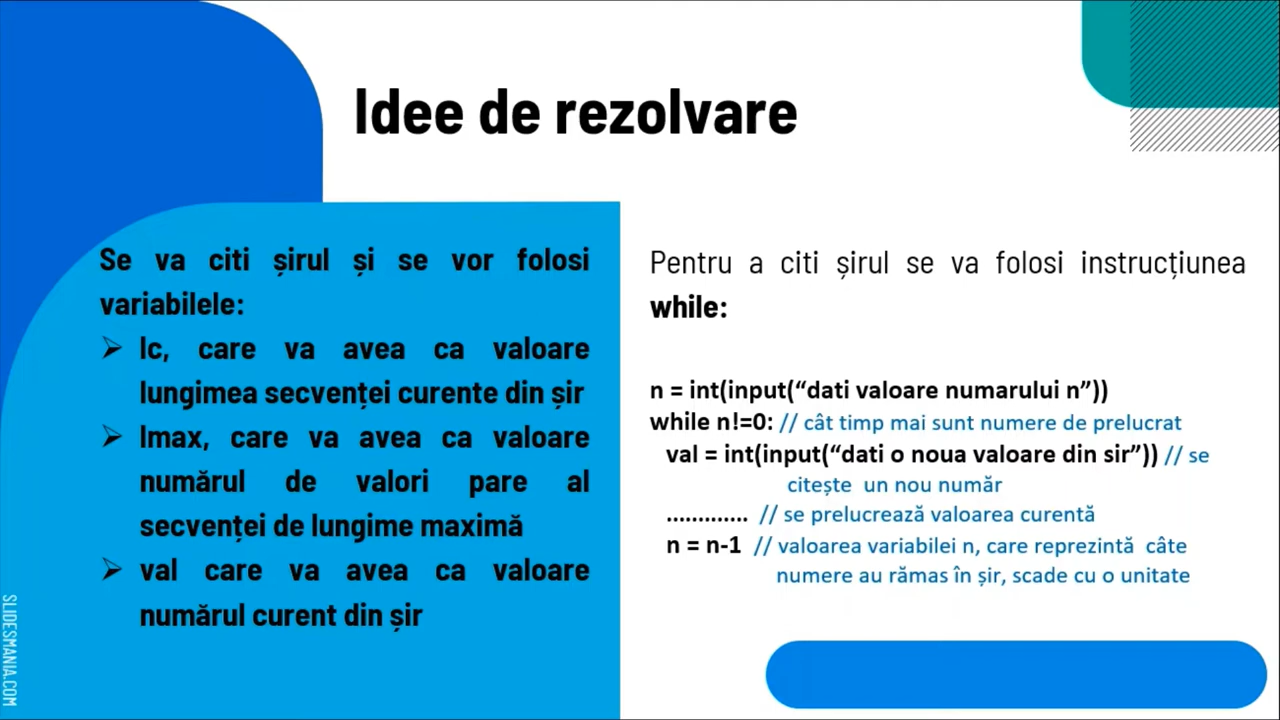 Idee de rezolvare
Se va citi șirul și se vor folosi
variabilele:
➢ lc, care va avea ca valoare
lungimea secvenței curente din șir
➢ lmax, care va avea ca valoare
numărul de valori pare al
secvenței de lungime maximă
➢ val care va avea ca valoare
numărul curent din șir
Pentru a citi șirul se va folosi instrucțiunea
while:
n = int(input(“dati valoare numarului n”))
while n!=0: // cât timp mai sunt numere de prelucrat
val = int(input(“dati o noua valoare din sir”)) // se
citește un nou număr
............. // se prelucrează valoarea curentă
n = n-1 // valoarea variabilei n, care reprezintă câte
numere au rămas în șir, scade cu o unitate
SLIDESMANIA.COM